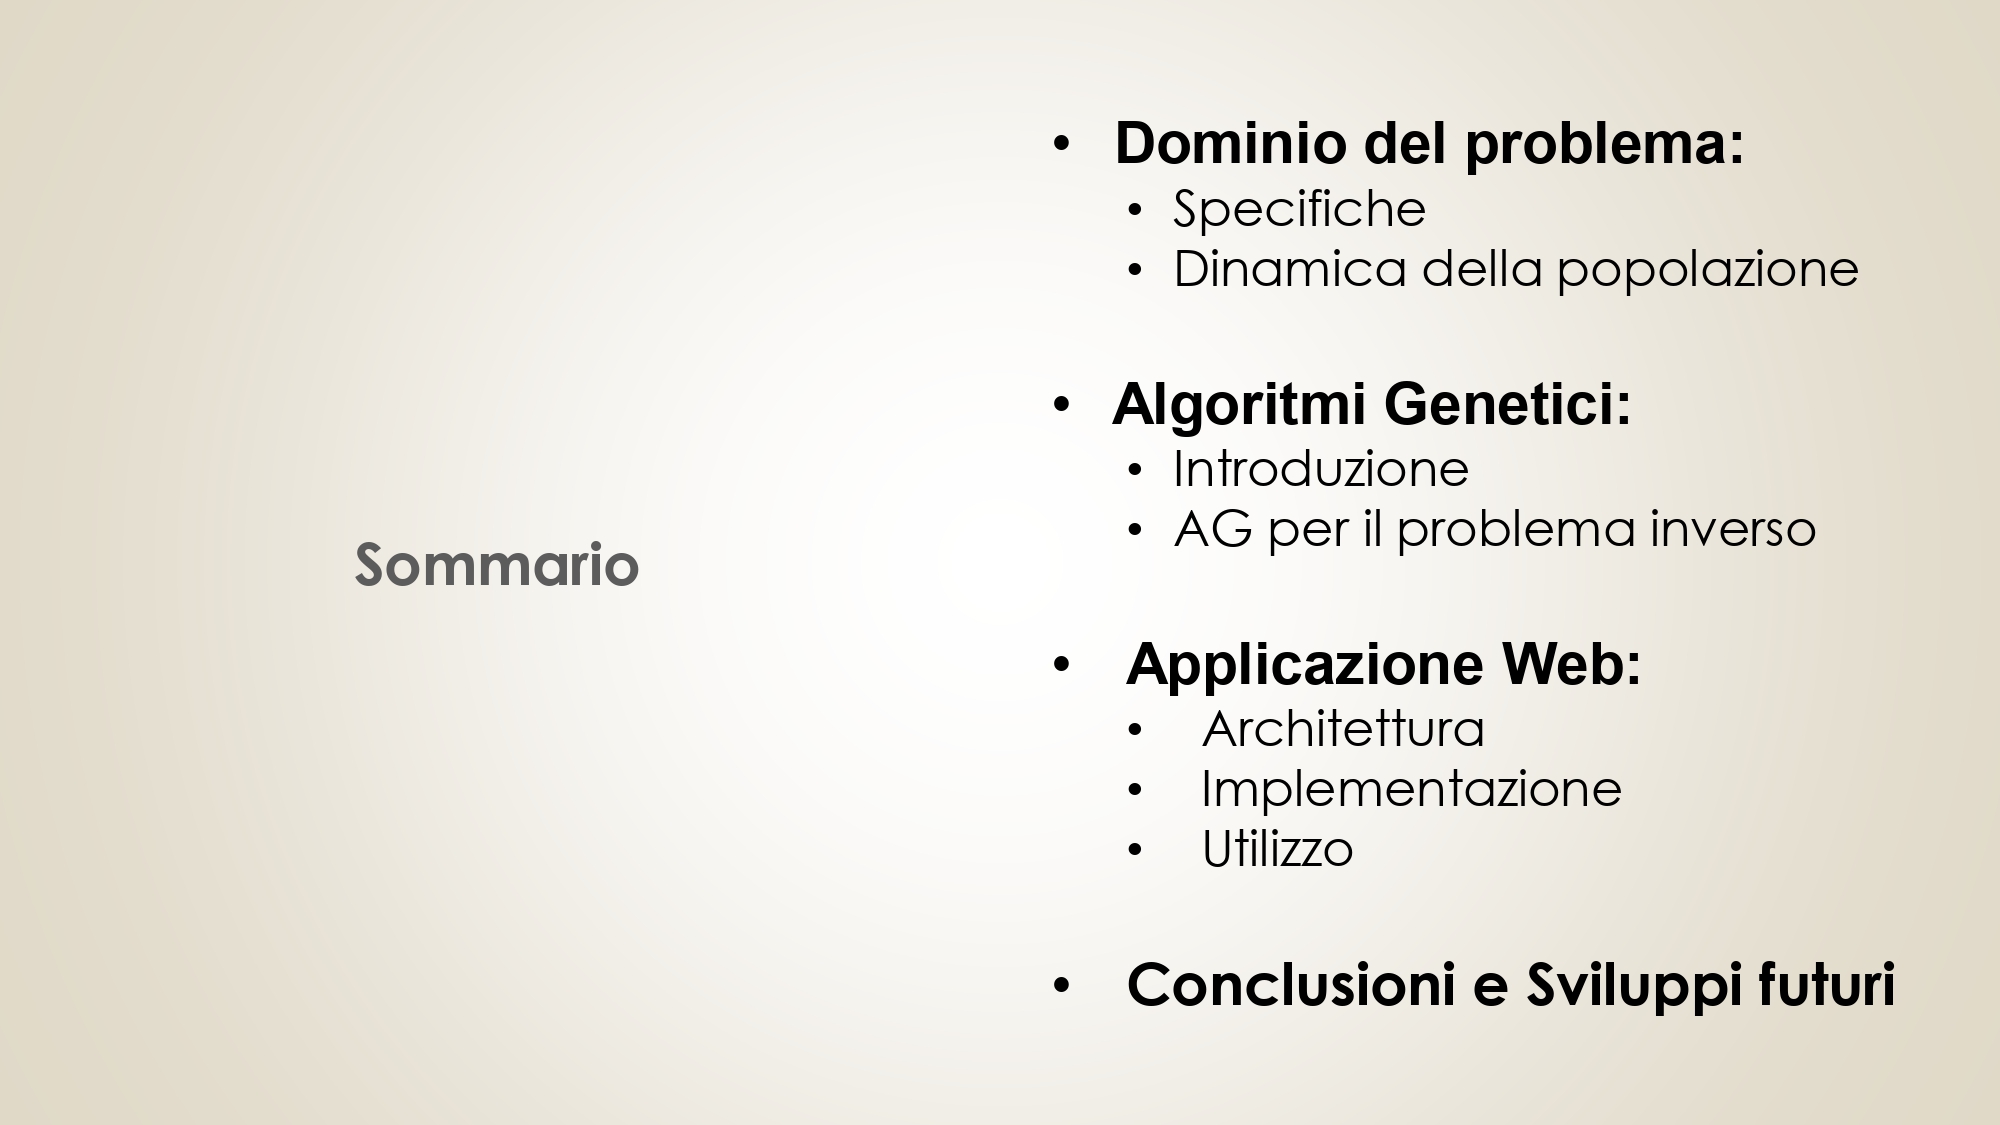 Sommario
• Dominio del problema:
• Specifiche
• Dinamica della popolazione
• Algoritmi Genetici:
• Introduzione
• AG per il problema inverso
• Applicazione Web:
• Architettura
• Implementazione
• Utilizzo
• Conclusioni e Sviluppi futuri